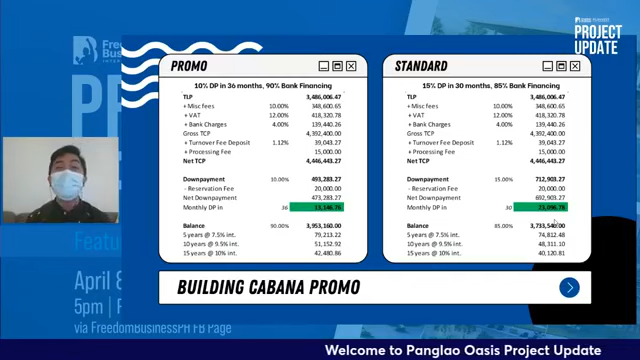 PROJECT
UPDATE
PROMO
10% DP in 36 months, 90% Bank Financing
TLP 3,486,006.47
+ Misc fees 10.00% 348,600.65
+ VAT 12.00% 418,320.78
+ Bank Charges 4.00% 139,440.26
Gross TCP 4,392,400.00
+ Turnover Fee Deposit 1.12% 39,043.27
+ Processing Fee 15,000.00
Net TCP 4,446,443.27
Downpayment 10.00% 493,283.27
- Reservation Fee 20,000.00
Net Downpayment 473,283.27
Monthly DP in 36 13,146.76
Balance 90.00% 3,953,160.00
5 years @ 7.5% int. 79,213.22
10 years @ 9.5% int. 51,152.92
15 years @ 10% int. 42,480.86
STANDARD
15% DP in 30 months, 85% Bank Financing
TLP 3,486,006.47
+ Misc fees 10.00% 348,600.65
+ VAT 12.00% 418,320.78
+ Bank Charges 4.00% 139,440.26
Gross TCP 4,392,400.00
+ Turnover Fee Deposit 1.12% 39,043.27
+ Processing Fee 15,000.00
Net TCP 4,446,443.27
Downpayment 15.00% 712,903.27
- Reservation Fee 20,000.00
Net Downpayment 692,903.27
Monthly DP in 30 23,096.78
Balance 85.00% 3,733,540.00
5 years @ 7.5% int. 74,812.48
10 years @ 9.5% int. 48,311.10
15 years @ 10% int. 40,120.81
BUILDING CABANA PROMO
Featu
April 8
5pm |
via FreedomBusinessPH FB Page
Welcome to Panglao Oasis Project Update